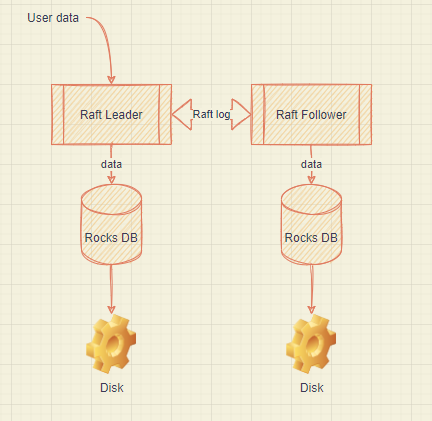 User data
Raft Leader
Raft log
Raft Follower
data
data
Rocks DB
Rocks DB
Disk
Disk